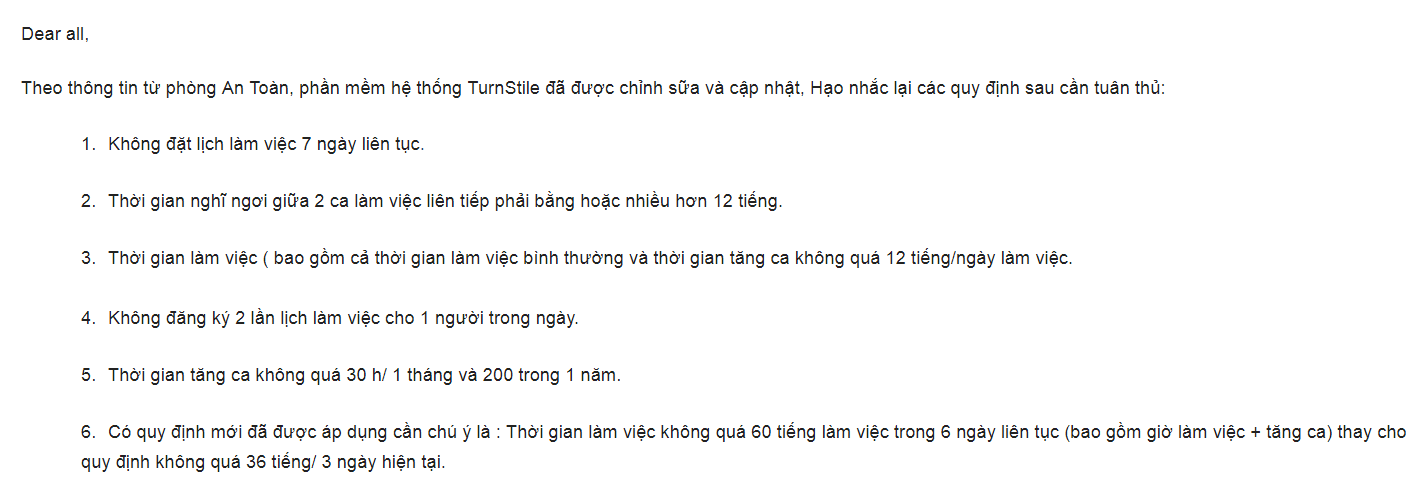 Dear all,
Theo thông tin từ phòng An Toàn, phần mềm hệ thống TurnStile đã được chỉnh sửa và cập nhật, Hạo nhắc lại các quy định sau cần tuân thủ:
1. Không đặt lịch làm việc 7 ngày liên tục.
2. Thời gian nghĩ ngơi giữa 2 ca làm việc liên tiếp phải bằng hoặc nhiều hơn 12 tiếng.
3. Thời gian làm việc ( bao gồm cả thời gian làm việc bình thường và thời gian tăng ca không quá 12 tiếng/ngày làm việc.
4. Không đăng ký 2 lần lịch làm việc cho 1 người trong ngày.
5. Thời gian tăng ca không quá 30 h/ 1 tháng và 200 trong 1 năm.
6. Có quy định mới đã được áp dụng cần chú ý là : Thời gian làm việc không quá 60 tiếng làm việc trong 6 ngày liên tục (bao gồm giờ làm việc + tăng ca) thay cho
quy định không quá 36 tiếng/ 3 ngày hiện tại.